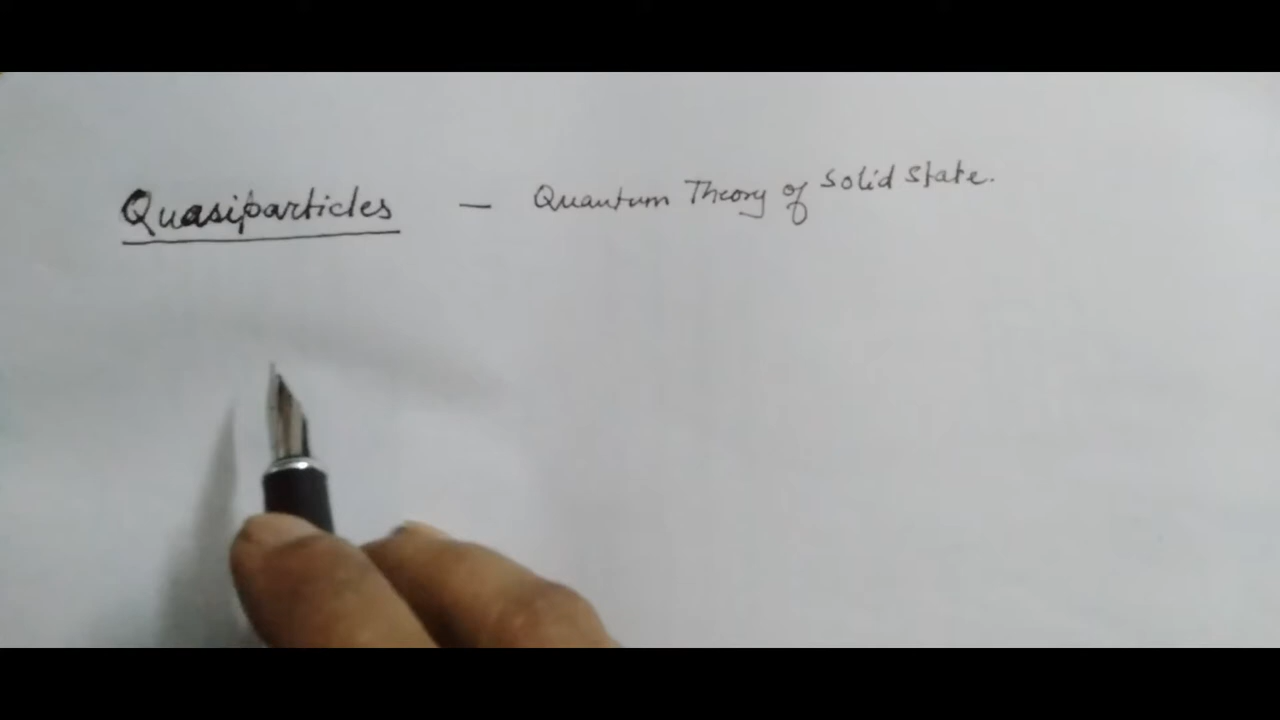 Quasiparticles – Quantum Theory of Solid State.